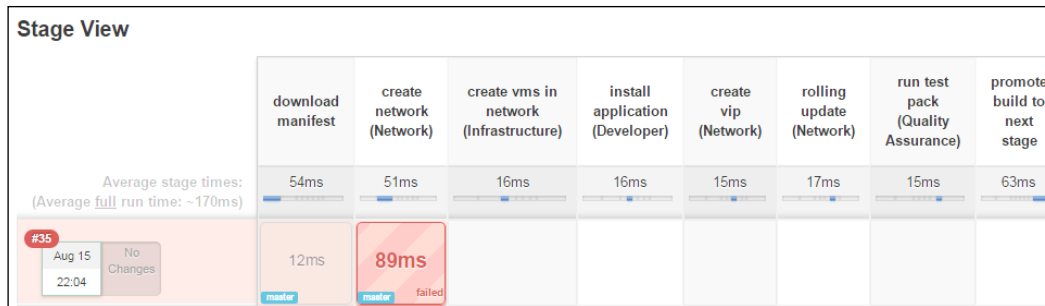 Stage View
download
manifest
create
network
(Network)
create vms in
network
(Infrastructure)
install
application
(Developer)
create
vip
(Network)
rolling
update
(Network)
run test
pack
(Quality
Assurance)
promote
build to
next
stage
Average stage times:
(Average full run time: ~170ms)
54ms
51ms
16ms
16ms
15ms
17ms
15ms
63ms
#35
Aug 15
22:04
No
Changes
12ms
master
89ms
master
failed